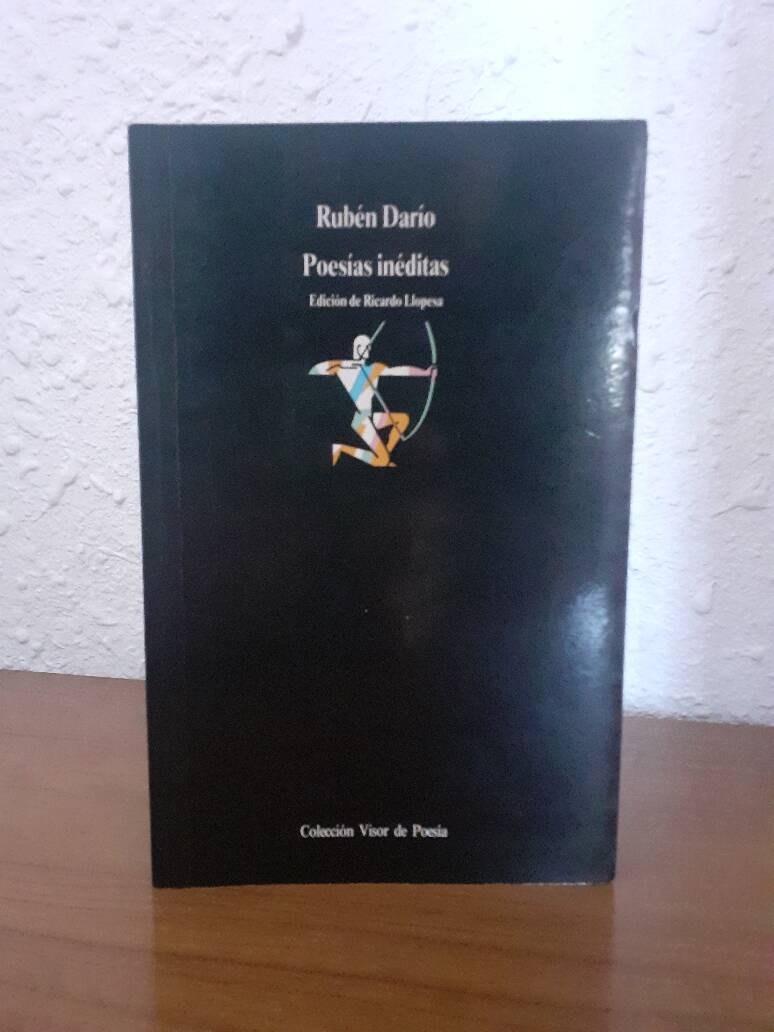 Rubén Darío
Poesías inéditas
Edición de Ricardo Llopesa
Colección Visor de Poesía